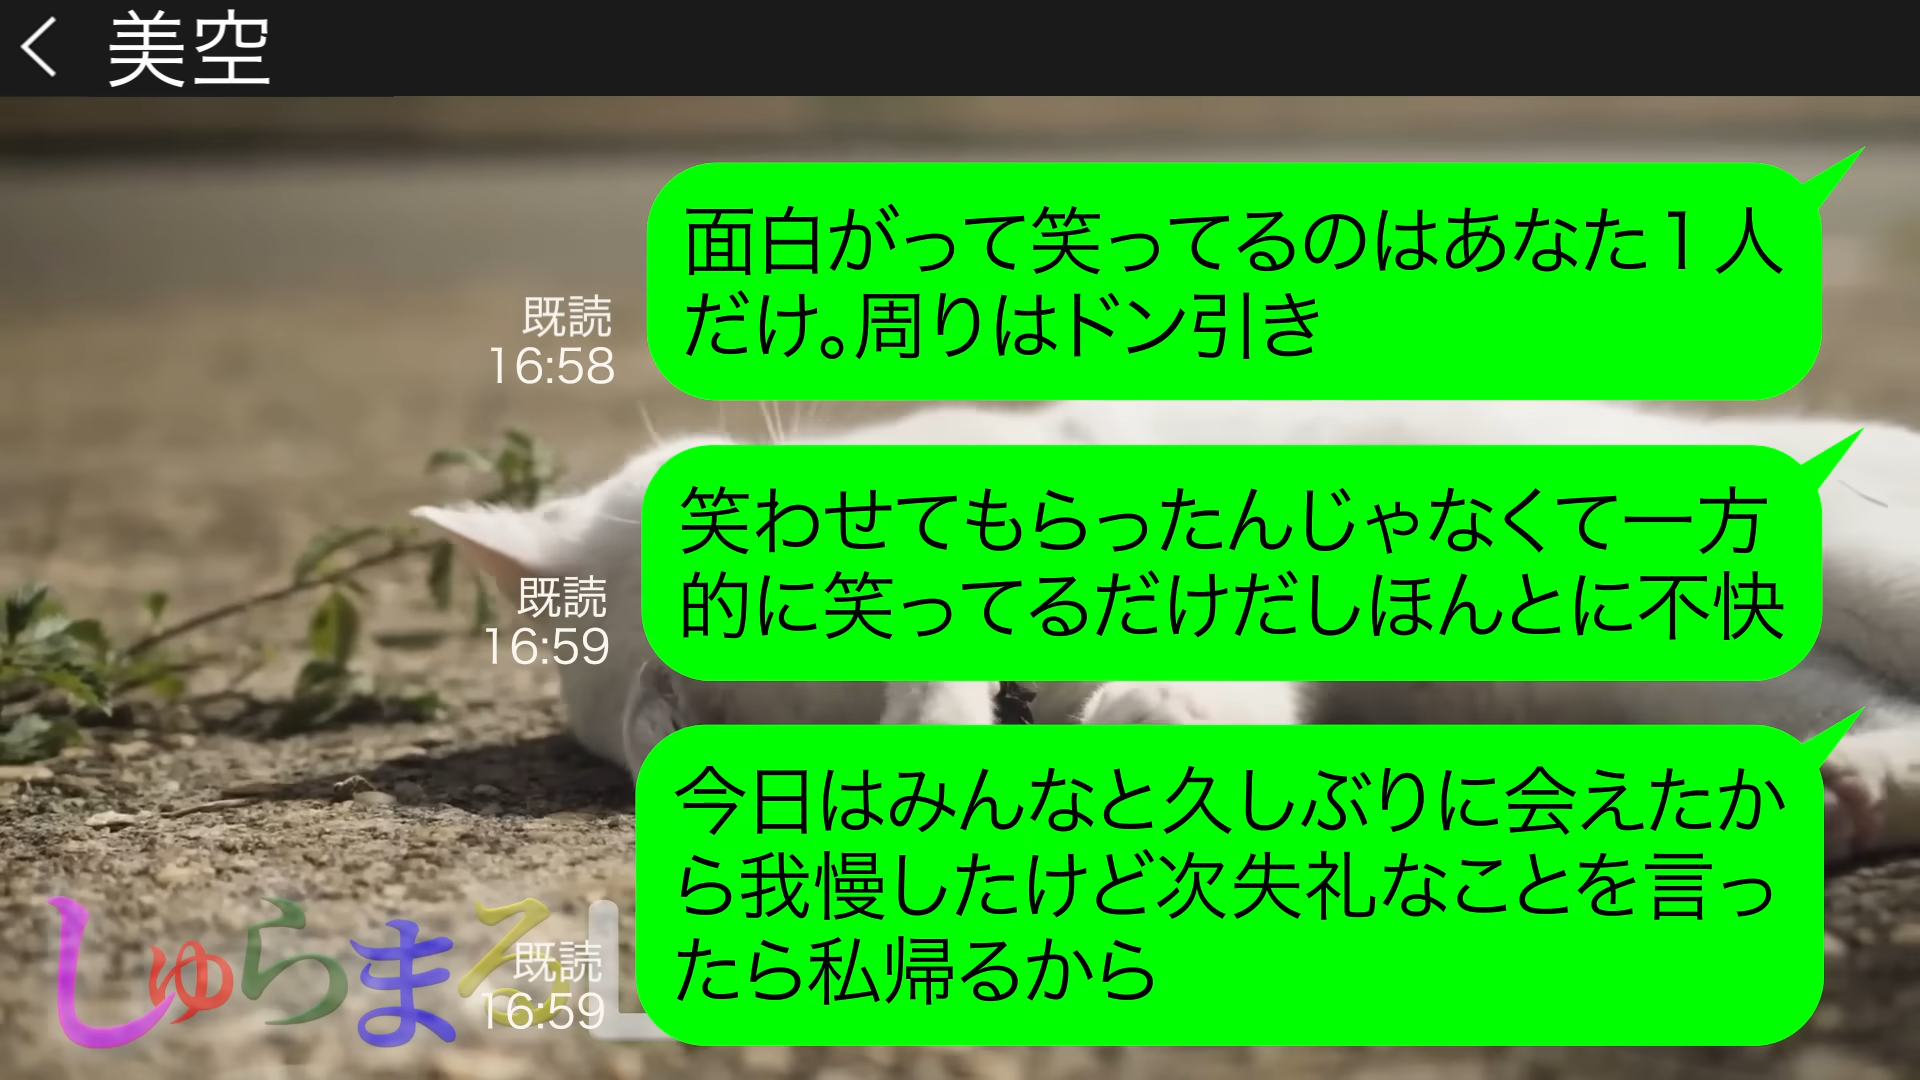 美空
面白がって笑ってるのはあなた1人
だけ。周りはドン引き
既読
16:58
笑わせてもらったんじゃなくて一方
的に笑ってるだけだしほんとに不快
既読
16:59
今日はみんなと久しぶりに会えたか
ら我慢したけど次失礼なことを言っ
たら私帰るから
既読
16:59
しゅらまるL